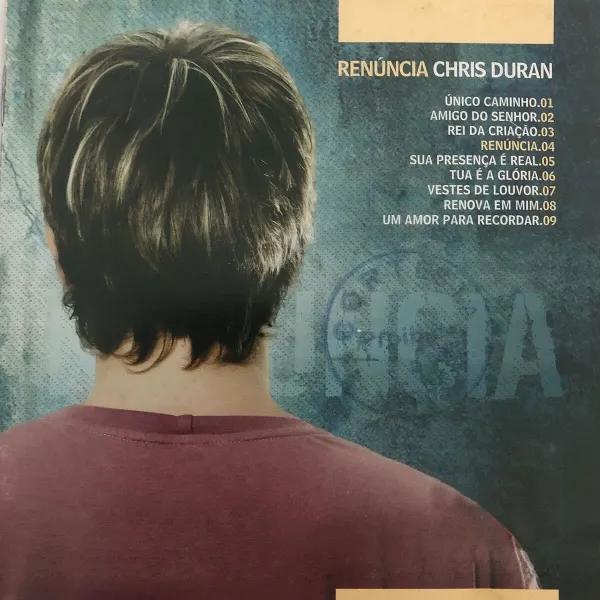 RENÚNCIA CHRIS DURAN
ÚNICO CAMINHO.01
AMIGO DO SENHOR.02
REI DA CRIAÇÃO.03
RENÚNCIA.04
SUA PRESENÇA É REAL.05
TUA É A GLÓRIA.06
VESTES DE LOUVOR.07
RENOVA EM MIM.08
UM AMOR PARA RECORDAR.09
NCIA